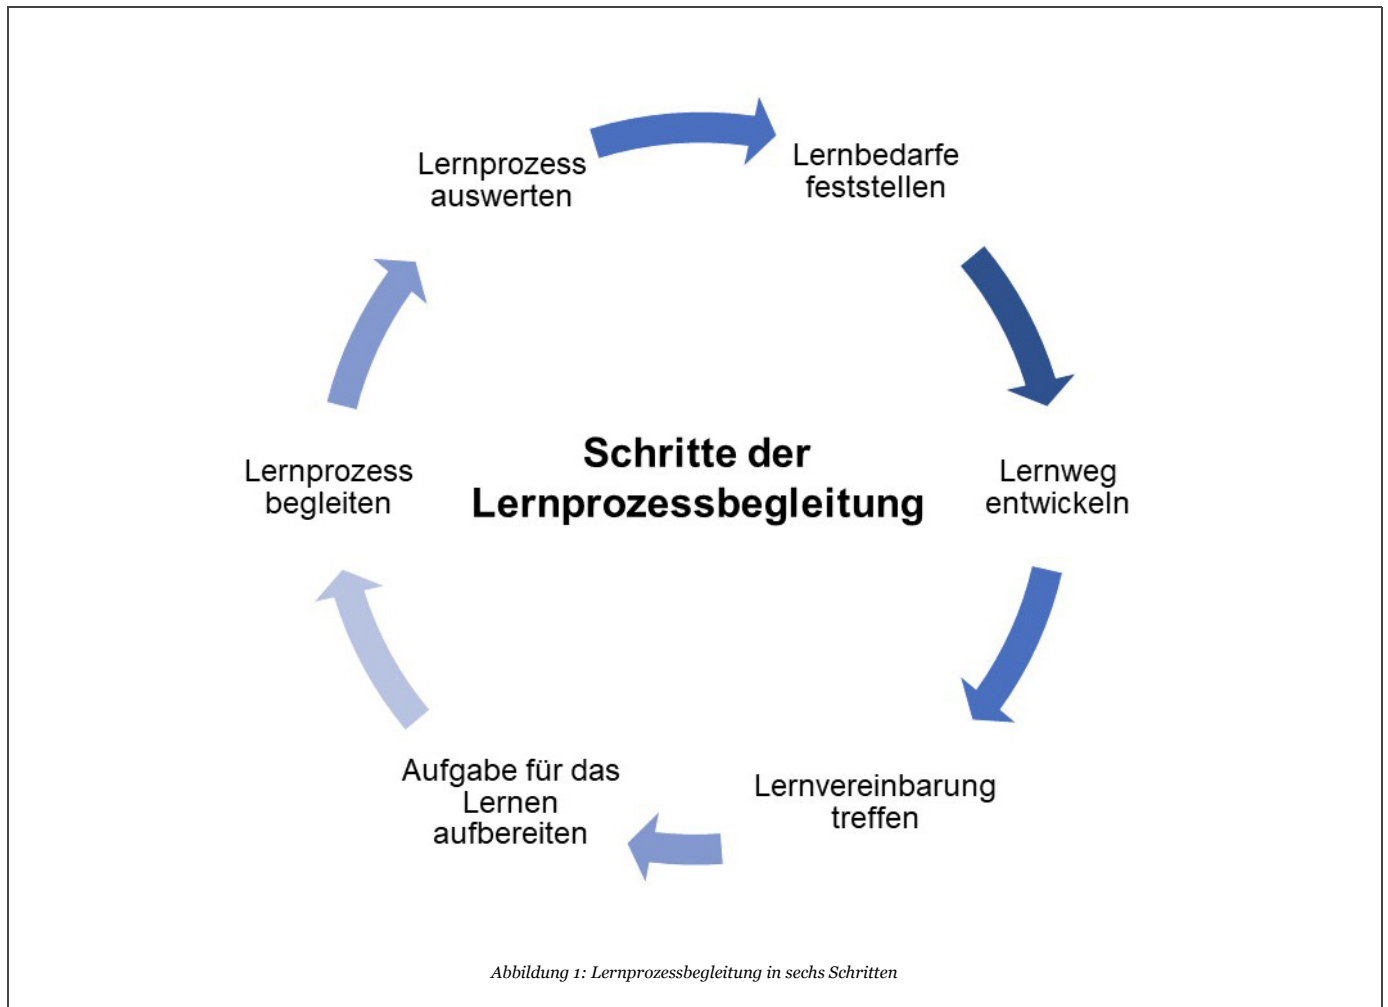 Lernprozess
auswerten
Lernbedarfe
feststellen
Lernprozess
begleiten
Schritte der
Lernprozessbegleitung
Lernweg
entwickeln
Aufgabe für das
Lernen
aufbereiten
Lernvereinbarung
treffen
Abbildung 1: Lernprozessbegleitung in sechs Schritten